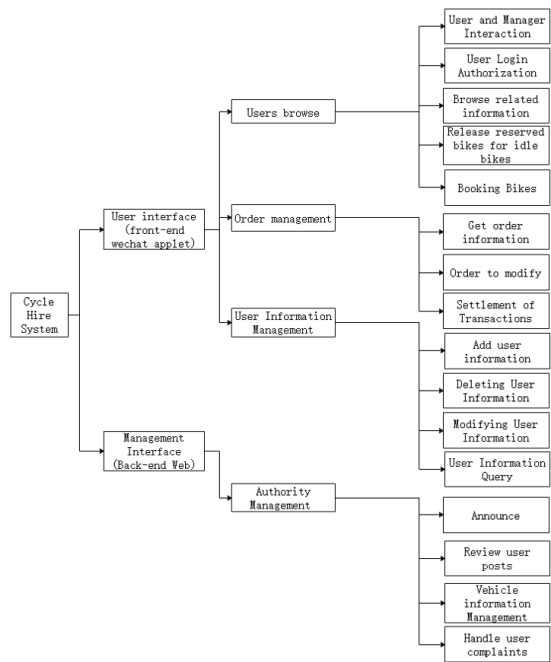 User and Manager
Interaction
User Login
Authorization
Browse related
information
Users browse
Release reserved
bikes for idle
bikes
Booking Bikes
User interface
(front-end
wechat applet)
Order management
Get order
information
Order to modify
Settlement of
Transactions
Cycle
Hire
System
User Information
Management
Add user
information
Deleting User
Information
Modifying User
Information
User Information
Query
Management
Interface
(Back-end Web)
Authority
Management
Announce
Review user
posts
Vehicle
information
Management
Handle user
complaints